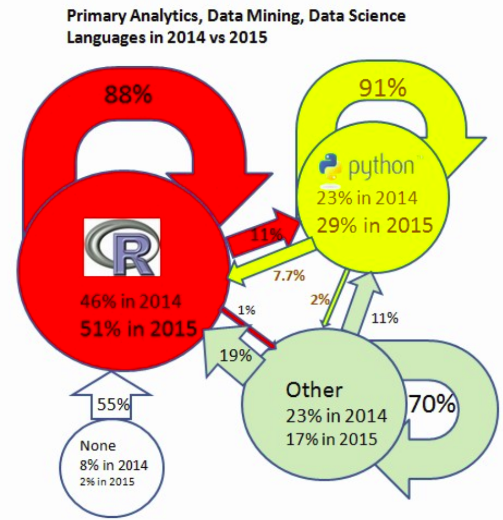 Primary Analytics, Data Mining, Data Science
Languages in 2014 vs 2015
88%
91%
python
23% in 2014
29% in 2015
R
11%
7.7%
46% in 2014
51% in 2015
2%
1%
11%
19%
55%
Other
23% in 2014
17% in 2015
70%
None
8% in 2014
2% in 2015